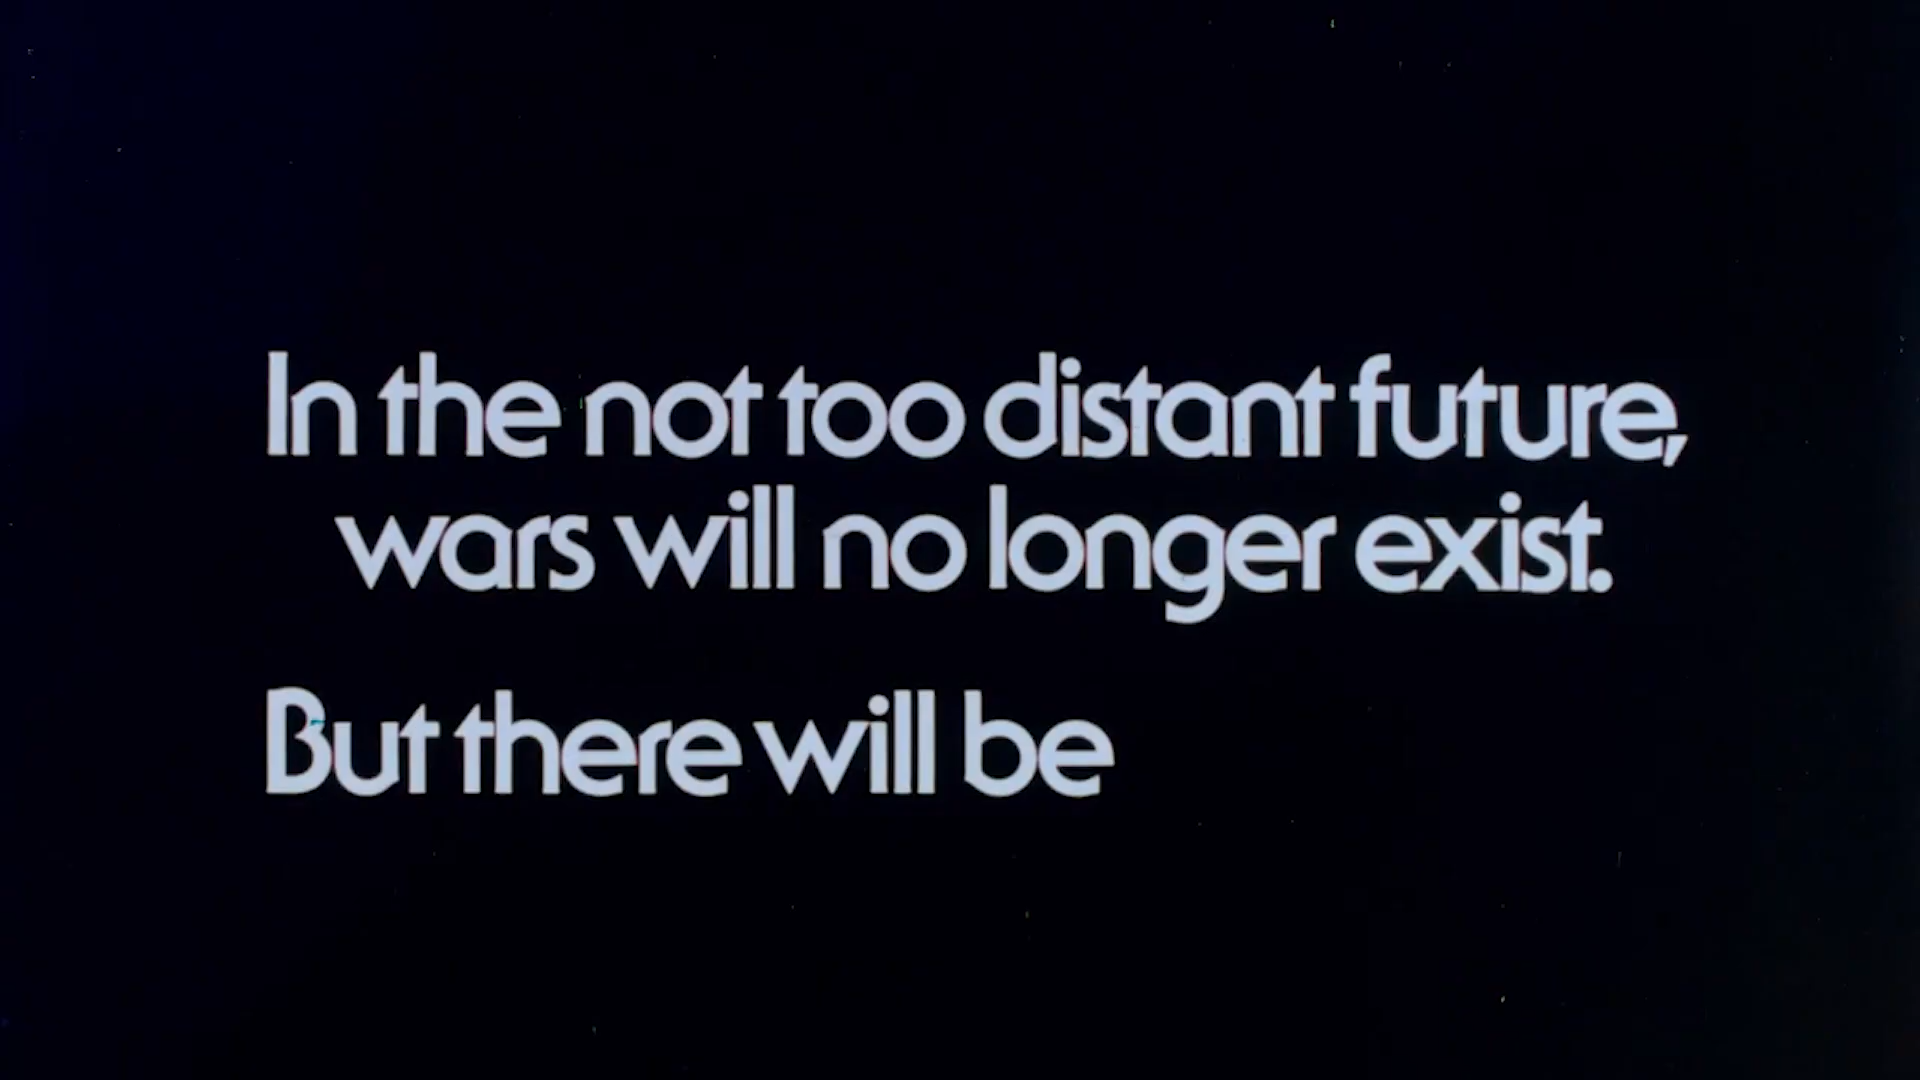 In the not too distant future,
wars will no longer exist.
But there will be